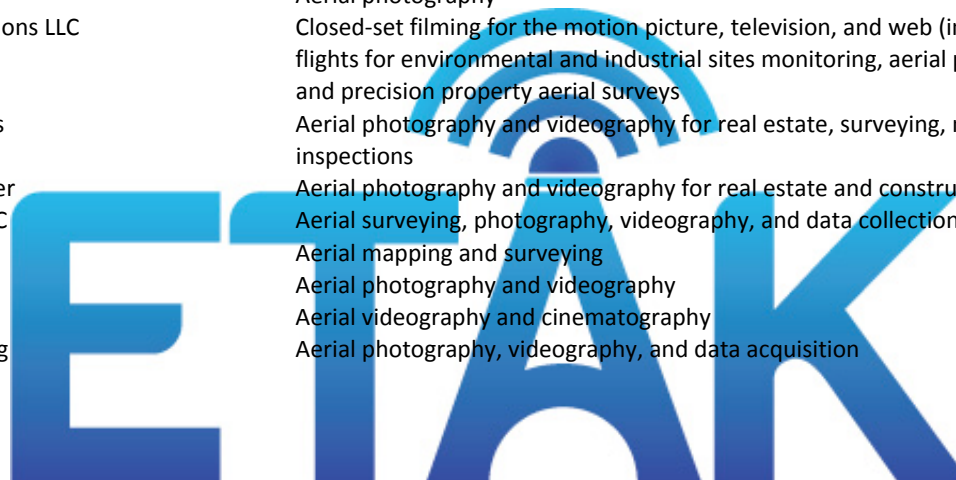 Aerial photography
ons LLC Closed-set filming for the motion picture, television, and web (in
flights for environmental and industrial sites monitoring, aerial p
and precision property aerial surveys
s Aerial photography and videography for real estate, surveying,
inspections
er Aerial photography and videography for real estate and constru
C Aerial surveying, photography, videography, and data collection
Aerial mapping and surveying
Aerial photography and videography
Aerial videography and cinematography
g Aerial photography, videography, and data acquisition
ETAK